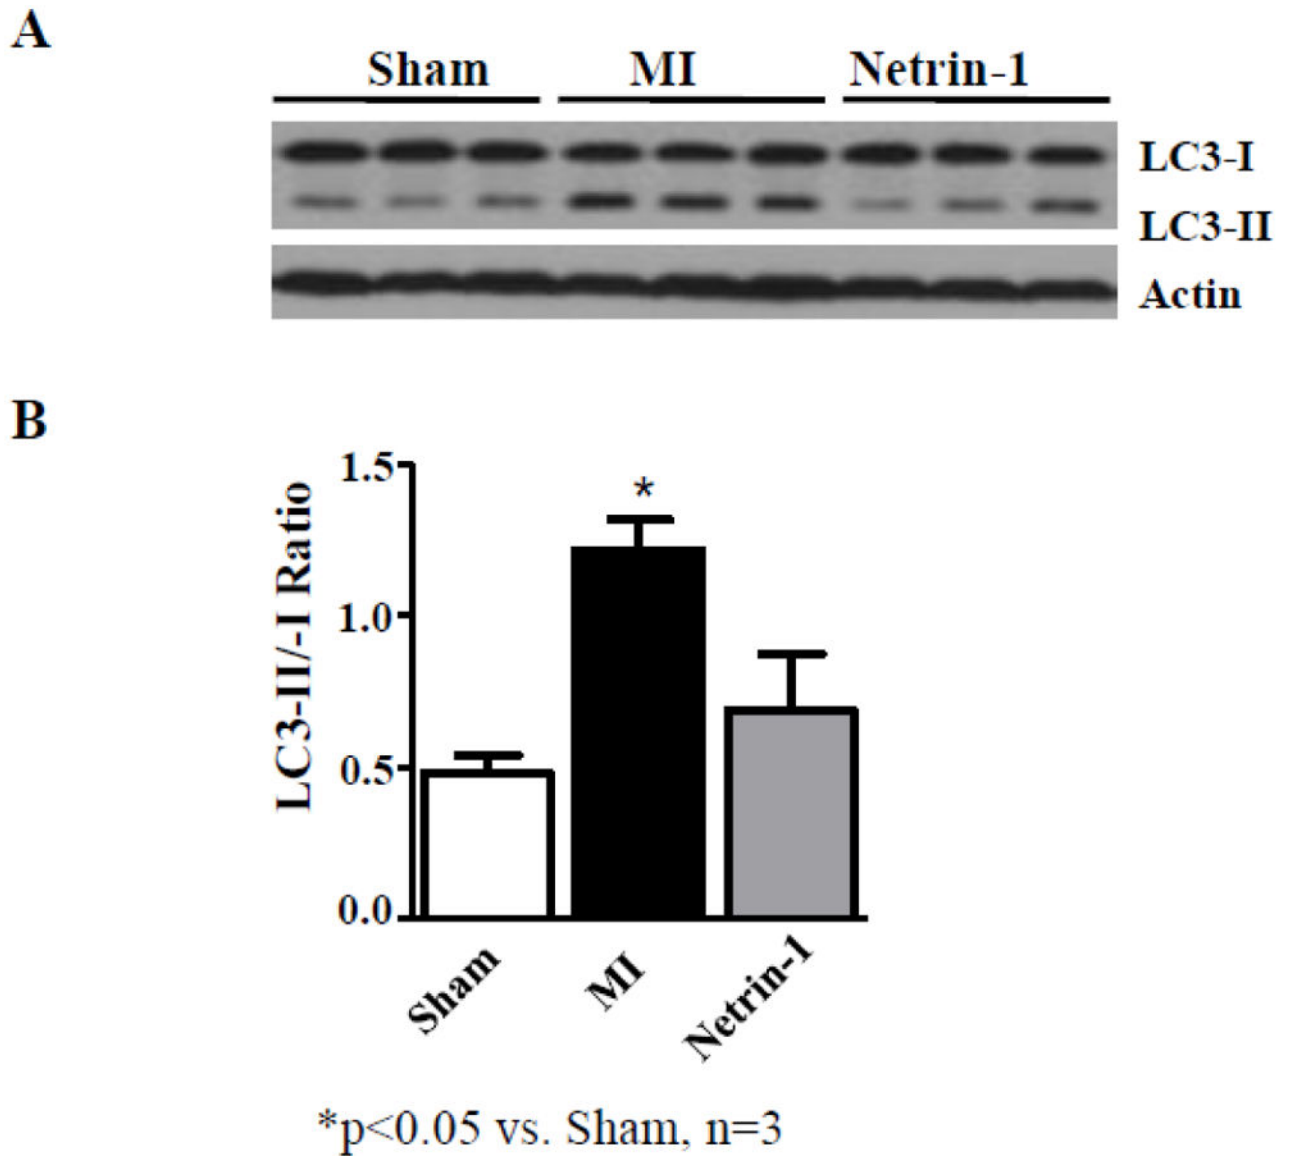 A
Sham MI Netrin-1
LC3-I
LC3-II
Actin
B
LC3-II/-I Ratio
1.5
*
1.0
0.5
0.0
Sham MI Netrin-1
*p<0.05 vs. Sham, n=3